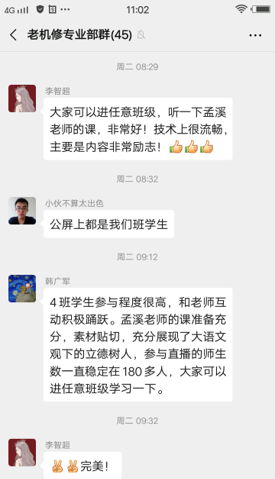 4G 11:02
老机修专业部群(45)
周二 08:29
李智超
大家可以进任意班级，听一下孟溪
老师的课，非常好！技术上很流畅，
主要是内容非常励志！👍👍👍
周二 08:32
小伙不算太出色
公屏上都是我们班学生
周二 09:12
韩广军
4 班学生参与程度很高，和老师互
动积极踊跃。孟溪老师的课准备充
分，素材贴切，充分展现了大语文
观下的立德树人，参与直播的师生
数一直稳定在 180 多人，大家可以
进任意班级学习一下。
周二 09:32
李智超
✌✌完美！